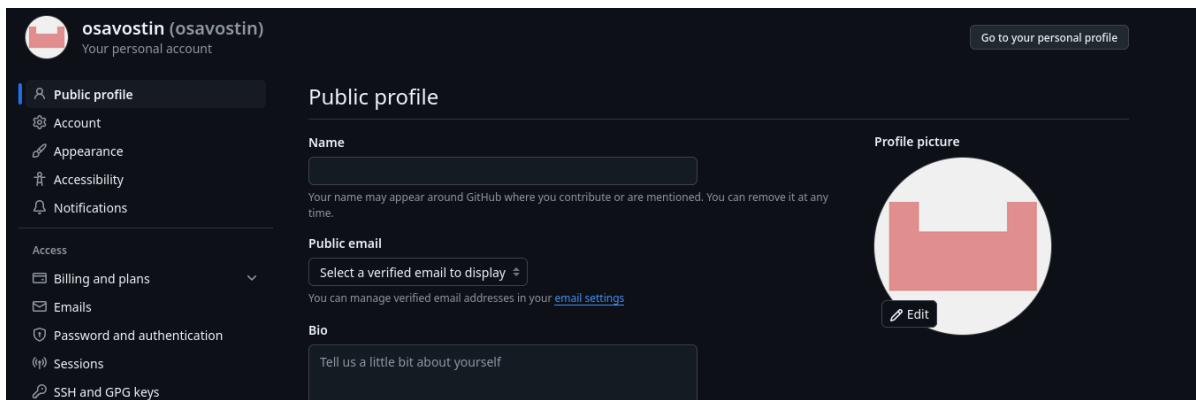 osavostin (osavostin)
Your personal account
Go to your personal profile
Public profile
Account
Appearance
Accessibility
Notifications
Access
Billing and plans
Emails
Password and authentication
Sessions
SSH and GPG keys
Public profile
Name
Your name may appear around GitHub where you contribute or are mentioned. You can remove it at any
time.
Public email
Select a verified email to display
You can manage verified email addresses in your email settings
Bio
Tell us a little bit about yourself
Profile picture
Edit